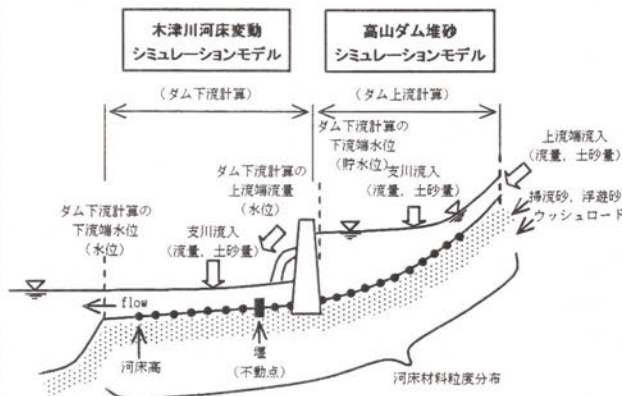 木津川河床変動
シミュレーションモデル
高山ダム堆砂
シミュレーションモデル
(ダム下流計算)
(ダム上流計算)
ダム下流計算の
下流端水位
(貯水位)
上流端流入
(流量, 土砂量)
ダム下流計算の
上流端流量
(水位)
支川流入
(流量, 土砂量)
掃流砂, 浮遊砂
ウッシュロード
ダム下流計算の
下流端水位
(水位)
支川流入
(流量, 土砂量)
flow
河床高
堰
(不動点)
河床材料粒度分布